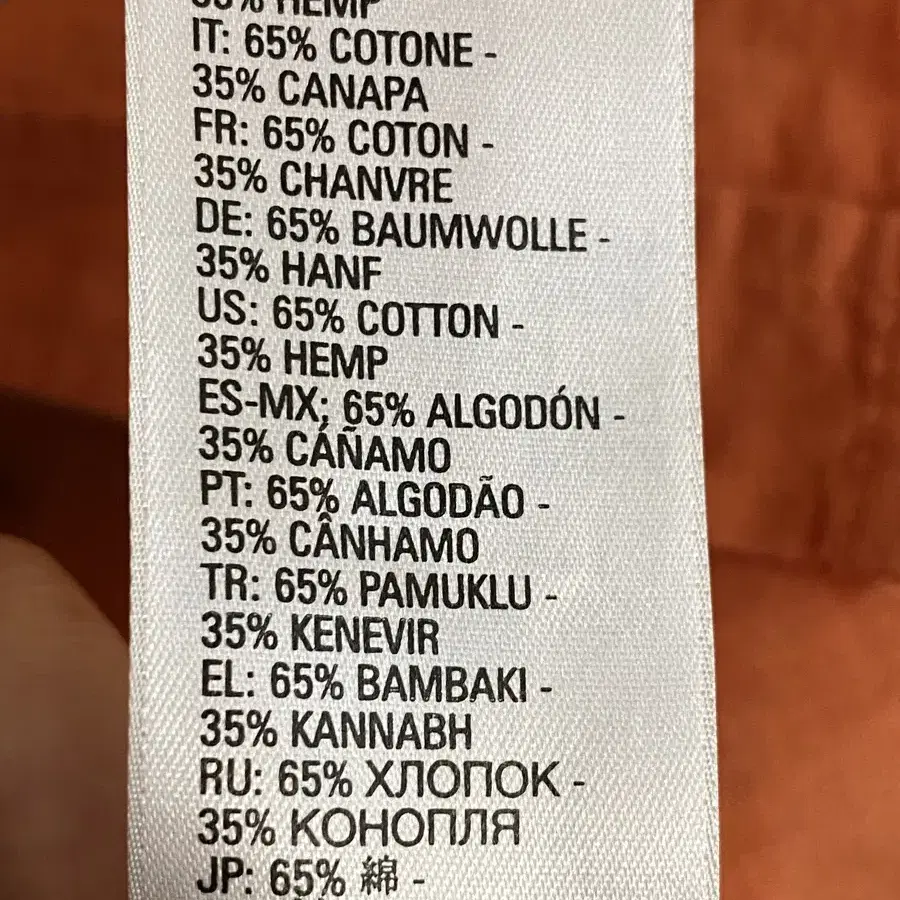 35% HEMP
IT: 65% COTONE -
35% CANAPA
FR: 65% COTON -
35% CHANVRE
DE: 65% BAUMWOLLE -
35% HANF
US: 65% COTTON -
35% HEMP
ES-MX; 65% ALGODÓN -
35% CÁÑAMO
PT: 65% ALGODÃO -
35% CÂNHAMO
TR: 65% PAMUKLU -
35% KENEVIR
EL: 65% BAMBAKI -
35% KANNABH
RU: 65% ХЛОПОК -
35% КОНОПЛЯ
JP: 65% 綿 -